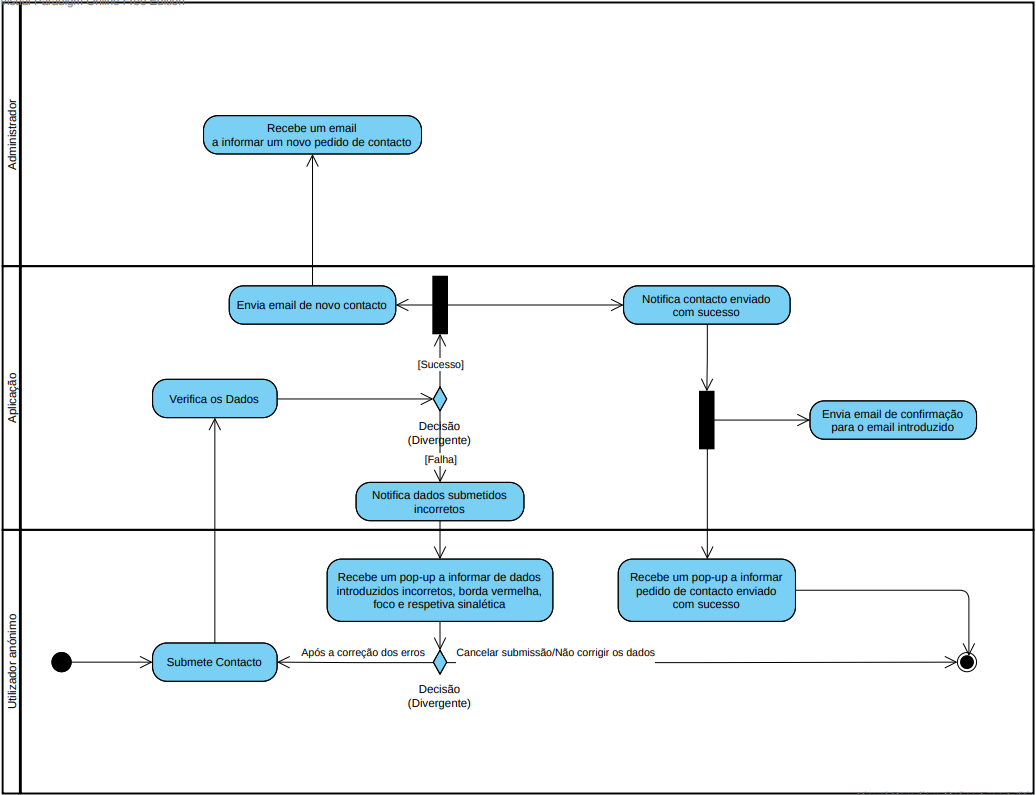 Administrador
Recebe um email
a informar um novo pedido de contacto
Aplicação
Envia email de novo contacto
Notifica contacto enviado
com sucesso
[Sucesso]
Verifica os Dados
Envia email de confirmação
para o email introduzido
Decisão
(Divergente)
[Falha]
Notifica dados submetidos
incorretos
Utilizador anónimo
Recebe um pop-up a informar de dados
introduzidos incorretos, borda vermelha,
foco e respetiva sinalética
Recebe um pop-up a informar
pedido de contacto enviado
com sucesso
Após a correção dos erros
Cancelar submissão/Não corrigir os dados
Submete Contacto
Decisão
(Divergente)